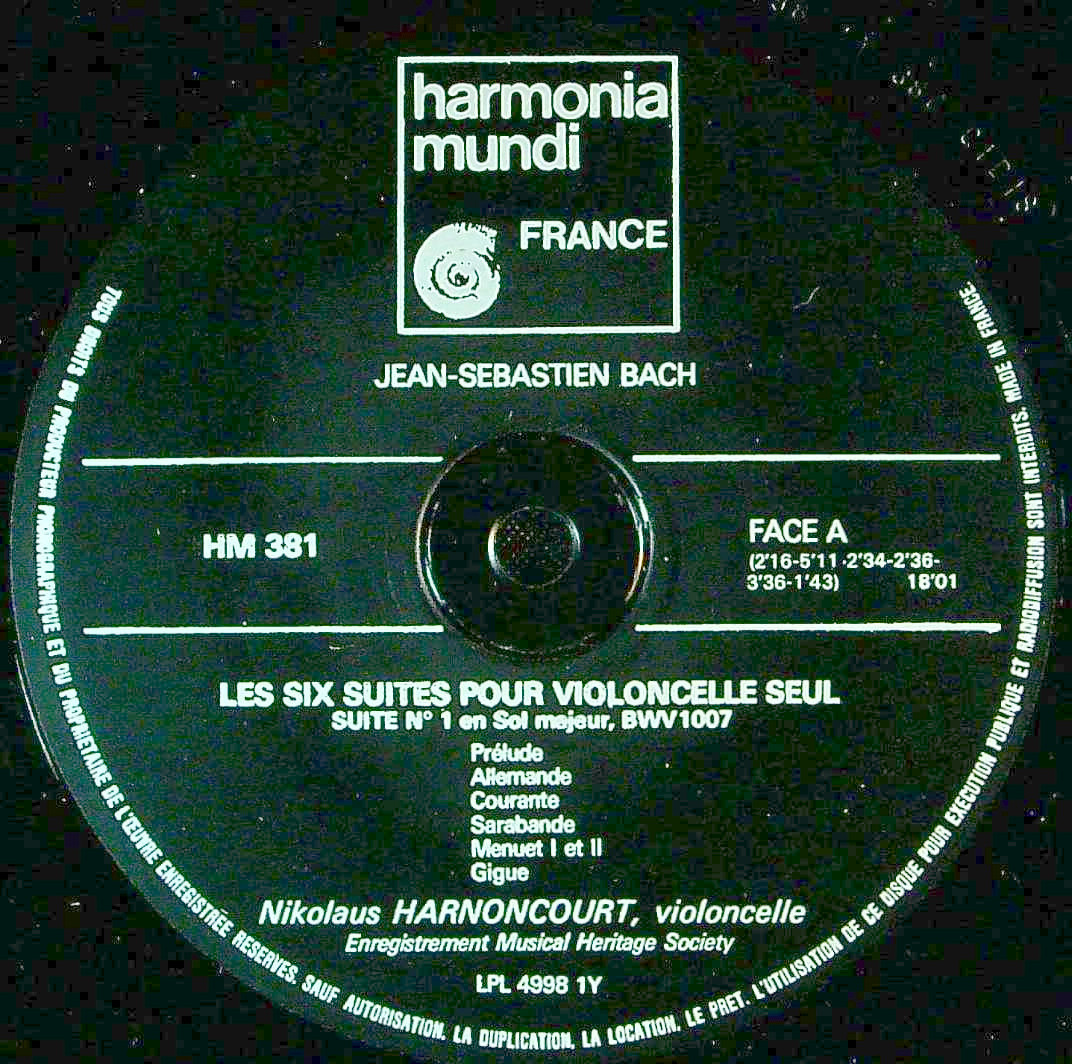 harmonia
mundi
FRANCE
JEAN-SEBASTIEN BACH
HM 381
FACE A
(2'16-5'11-2'34-2'36-
3'36-1'43) 18'01
LES SIX SUITES POUR VIOLONCELLE SEUL
SUITE N° 1 en Sol majeur, BWV1007
Prélude
Allemande
Courante
Sarabande
Menuet I et II
Gigue
Nikolaus HARNONCOURT, violoncelle
Enregistrement Musical Heritage Society
LPL 4998 1Y
TOUS DROITS DU PRODUCTEUR PHONOGRAPHIQUE ET DU PROPRIETAIRE DE L'ŒUVRE ENREGISTRÉE RESERVES. SAUF AUTORISATION, LA DUPLICATION, LA LOCATION, LE PRET, L'UTILISATION DE CE DISQUE POUR EXECUTION PUBLIQUE ET RADIODIFFUSION SONT INTERDITS. MADE IN FRANCE